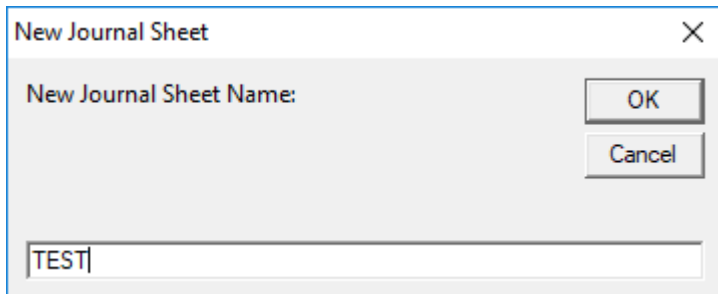 New Journal Sheet
New Journal Sheet Name:
OK
Cancel
TEST